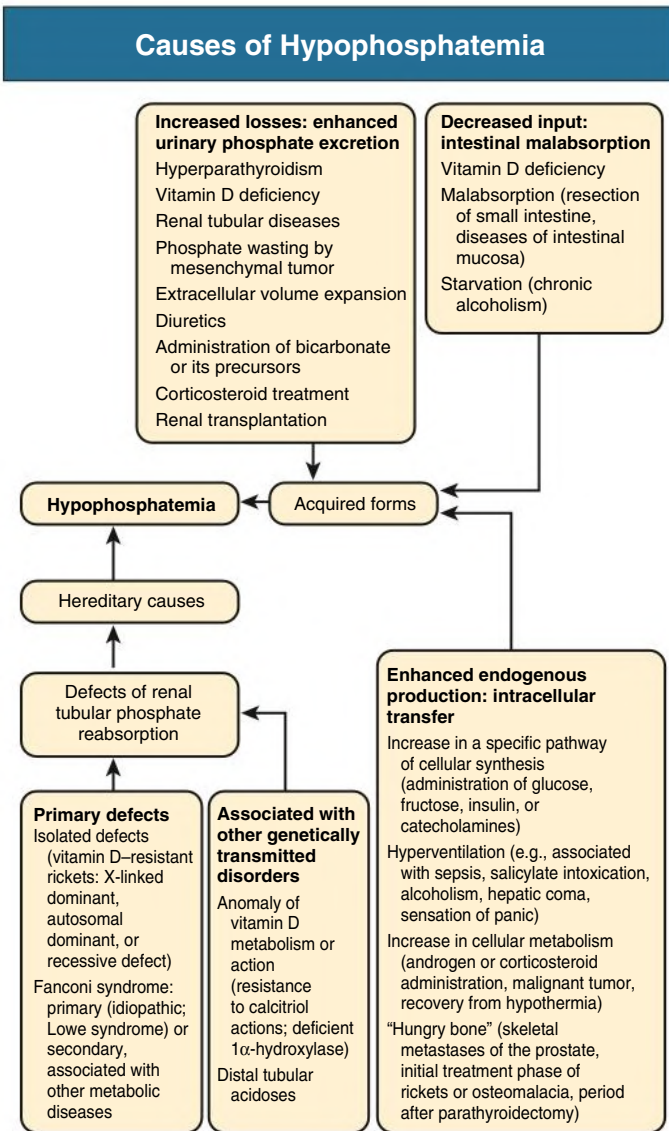 Causes of Hypophosphatemia
Increased losses: enhanced
urinary phosphate excretion
Hyperparathyroidism
Vitamin D deficiency
Renal tubular diseases
Phosphate wasting by
mesenchymal tumor
Extracellular volume expansion
Diuretics
Administration of bicarbonate
or its precursors
Corticosteroid treatment
Renal transplantation
Decreased input:
intestinal malabsorption
Vitamin D deficiency
Malabsorption (resection
of small intestine,
diseases of intestinal
mucosa)
Starvation (chronic
alcoholism)
Hypophosphatemia
Acquired forms
Hereditary causes
Defects of renal
tubular phosphate
reabsorption
Primary defects
Isolated defects
(vitamin D–resistant
rickets: X-linked
dominant,
autosomal
dominant, or
recessive defect)
Fanconi syndrome:
primary (idiopathic;
Lowe syndrome) or
secondary,
associated with
other metabolic
diseases
Associated with
other genetically
transmitted
disorders
Anomaly of
vitamin D
metabolism or
action
(resistance
to calcitriol
actions; deficient
1α-hydroxylase)
Distal tubular
acidoses
Enhanced endogenous
production: intracellular
transfer
Increase in a specific pathway
of cellular synthesis
(administration of glucose,
fructose, insulin, or
catecholamines)
Hyperventilation (e.g., associated
with sepsis, salicylate intoxication,
alcoholism, hepatic coma,
sensation of panic)
Increase in cellular metabolism
(androgen or corticosteroid
administration, malignant tumor,
recovery from hypothermia)
“Hungry bone” (skeletal
metastases of the prostate,
initial treatment phase of
rickets or osteomalacia, period
after parathyroidectomy)